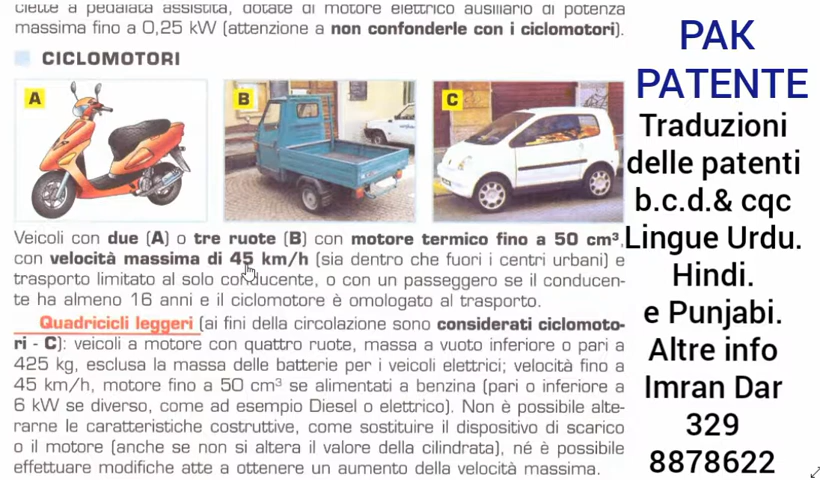 clette a pedalata assistita, dotate di motore elettrico ausiliario di potenza
massima fino a 0,25 kW (attenzione a non confonderle con i ciclomotori).
CICLOMOTORI
A
B
C
Veicoli con due (A) o tre ruote (B) con motore termico fino a 50 cm³,
con velocità massima di 45 km/h (sia dentro che fuori i centri urbani) e
trasporto limitato al solo conducente, o con un passeggero se il conducen-
te ha almeno 16 anni e il ciclomotore è omologato al trasporto.
Quadricicli leggeri (ai fini della circolazione sono considerati ciclomoto-
ri - C): veicoli a motore con quattro ruote, massa a vuoto inferiore o pari a
425 kg, esclusa la massa delle batterie per i veicoli elettrici; velocità fino a
45 km/h, motore fino a 50 cm³ se alimentati a benzina (pari o inferiore a
6 kW se diverso, come ad esempio Diesel o elettrico). Non è possibile alte-
rarne le caratteristiche costruttive, come sostituire il dispositivo di scarico
o il motore (anche se non si altera il valore della cilindrata), né è possibile
effettuare modifiche atte a ottenere un aumento della velocità massima.
PAK
PATENTE
Traduzioni
delle patenti
b.c.d.& cqc
Lingue Urdu.
Hindi.
e Punjabi.
Altre info
Imran Dar
329
8878622